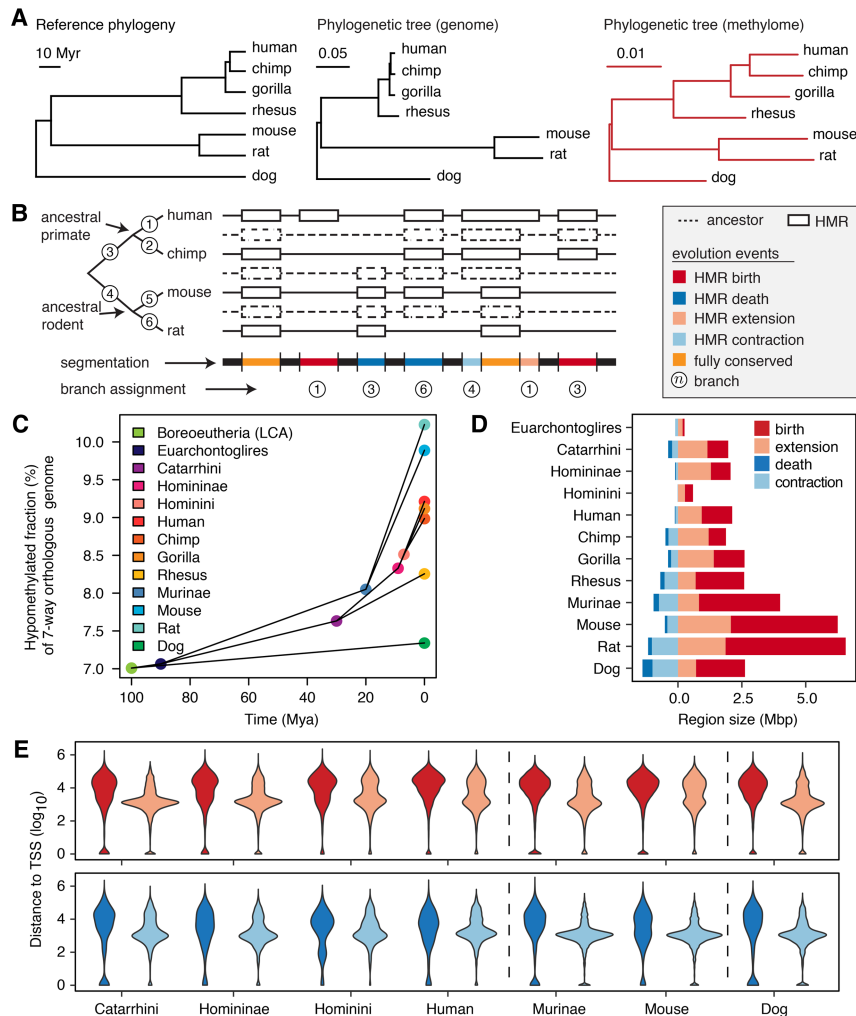 A
Reference phylogeny
10 Myr
human
chimp
gorilla
rhesus
mouse
rat
dog
Phylogenetic tree (genome)
0.05
human
chimp
gorilla
rhesus
mouse
rat
dog
Phylogenetic tree (methylome)
0.01
human
chimp
gorilla
rhesus
mouse
rat
dog
B
ancestral
primate
ancestral
rodent
1
2
3
4
5
6
human
chimp
mouse
rat
segmentation
branch assignment
1
3
6
4
1
3
ancestor
HMR
evolution events
HMR birth
HMR death
HMR extension
HMR contraction
fully conserved
n branch
C
Hypomethylated fraction (%)
of 7-way orthologous genome
10.0
9.5
9.0
8.5
8.0
7.5
7.0
Boreoeutheria (LCA)
Euarchontoglires
Catarrhini
Homininae
Hominini
Human
Chimp
Gorilla
Rhesus
Murinae
Mouse
Rat
Dog
100
80
60
40
20
0
Time (Mya)
D
Euarchontoglires
Catarrhini
Homininae
Hominini
Human
Chimp
Gorilla
Rhesus
Murinae
Mouse
Rat
Dog
birth
extension
death
contraction
0.0
2.5
5.0
Region size (Mbp)
E
Distance to TSS (log10)
6
4
2
0
6
4
2
0
Catarrhini
Homininae
Hominini
Human
Murinae
Mouse
Dog